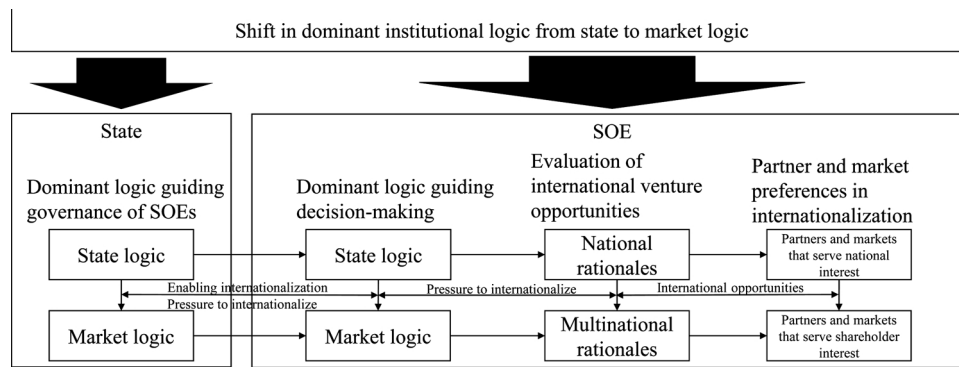 Shift in dominant institutional logic from state to market logic
State
SOE
Dominant logic guiding
governance of SOEs
Dominant logic guiding
decision-making
Evaluation of
international venture
opportunities
Partner and market
preferences in
internationalization
State logic
State logic
National
rationales
Partners and markets
that serve national
interest
Enabling internationalization
Pressure to internationalize
Pressure to internationalize
International opportunities
Market logic
Market logic
Multinational
rationales
Partners and markets
that serve shareholder
interest